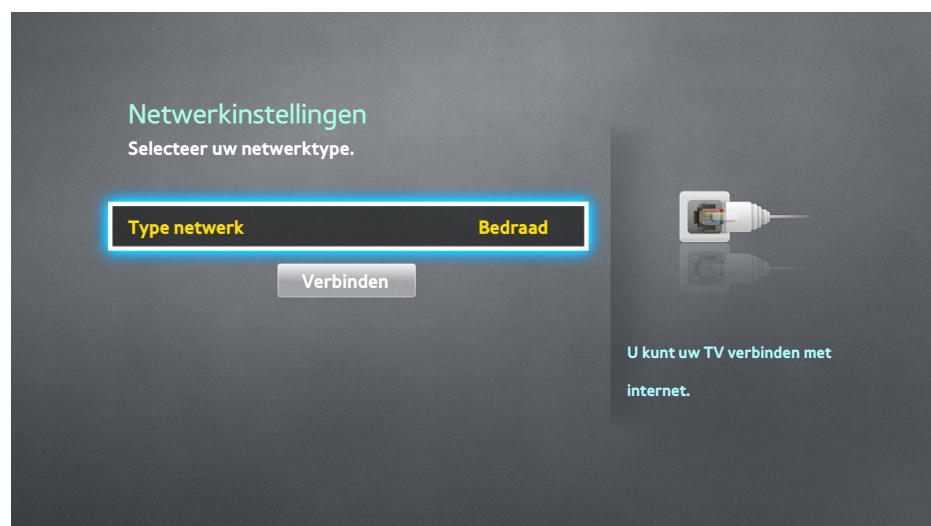 Netwerkinstellingen
Selecteer uw netwerktype.
Type netwerk Bedraad
Verbinden
U kunt uw TV verbinden met
internet.